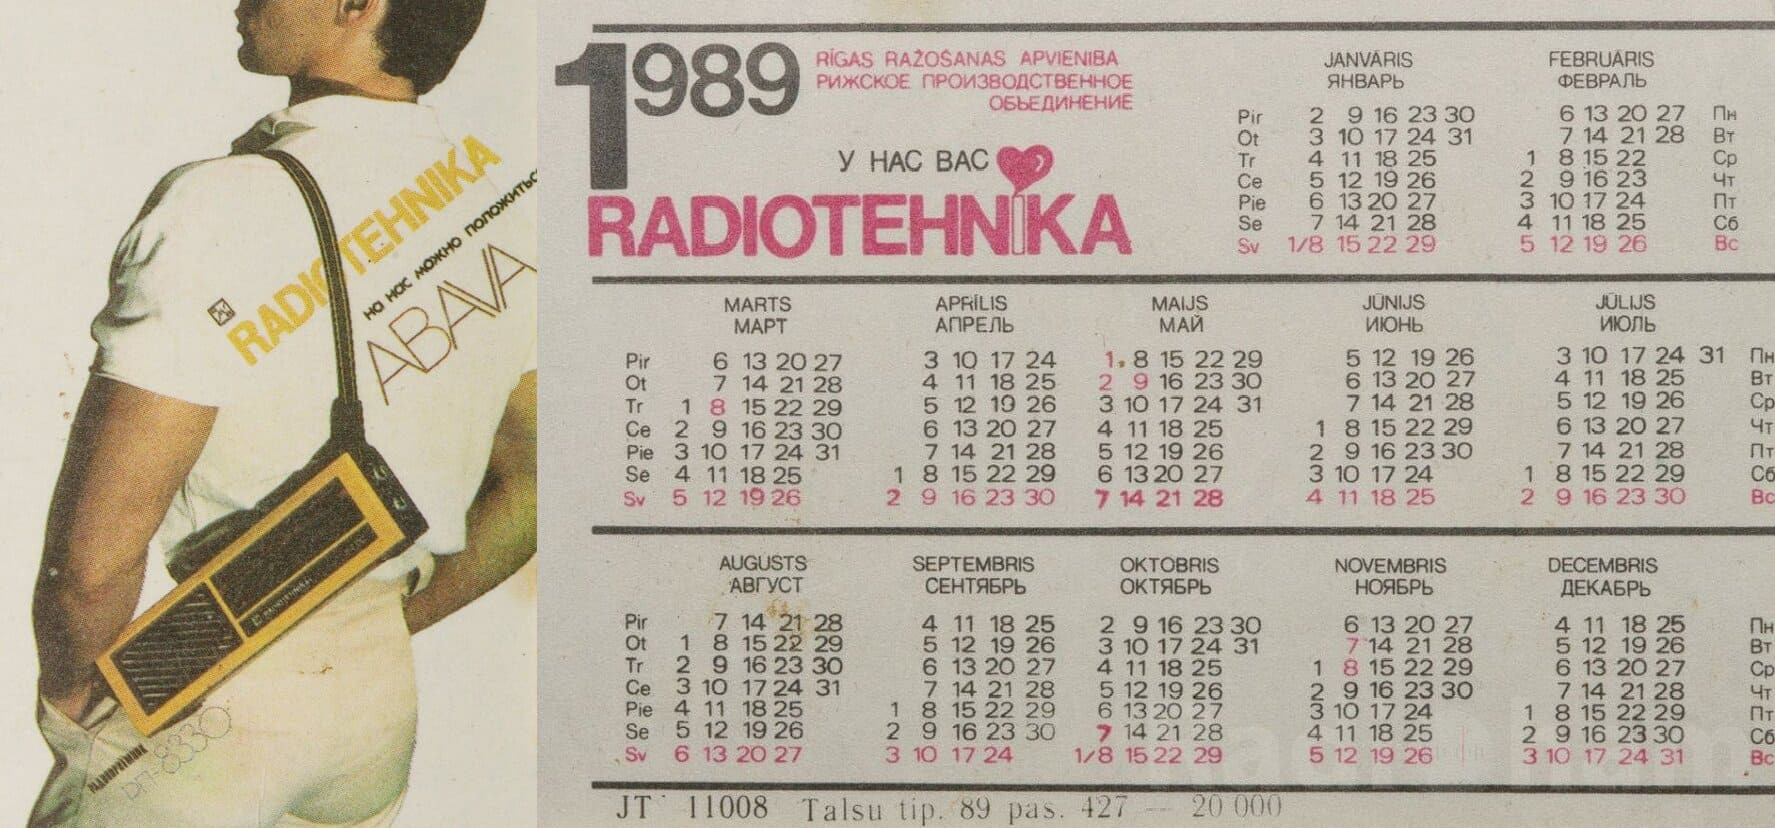 RADIOTEHNIKA
на нас можно положиться
ABAVA
РП-8330
1989
RĪGAS RAŽOŠANAS APVIENĪBA
РИЖСКОЕ ПРОИЗВОДСТВЕННОЕ
ОБЪЕДИНЕНИЕ
У НАС ВАС
RADIOTEHNIKA
JANVĀRIS FEBRUĀRIS
ЯНВАРЬ ФЕВРАЛЬ
Pir 2 9 16 23 30 6 13 20 27 Пн
Ot 3 10 17 24 31 7 14 21 28 Вт
Tr 4 11 18 25 1 8 15 22 Ср
Ce 5 12 19 26 2 9 16 23 Чт
Pie 6 13 20 27 3 10 17 24 Пт
Se 7 14 21 28 4 11 18 25 Сб
Sv 1/8 15 22 29 5 12 19 26 Вс
MARTS APRĪLIS MAIJS JŪNIJS JŪLIJS
МАРТ АПРЕЛЬ МАЙ ИЮНЬ ИЮЛЬ
Pir 6 13 20 27 3 10 17 24 1. 8 15 22 29 5 12 19 26 3 10 17 24 31 Пн
Ot 7 14 21 28 4 11 18 25 2 9 16 23 30 6 13 20 27 4 11 18 25 Вт
Tr 1 8 15 22 29 5 12 19 26 3 10 17 24 31 7 14 21 28 5 12 19 26 Ср
Ce 2 9 16 23 30 6 13 20 27 4 11 18 25 1 8 15 22 29 6 13 20 27 Чт
Pie 3 10 17 24 31 7 14 21 28 5 12 19 26 2 9 16 23 30 7 14 21 28 Пт
Se 4 11 18 25 1 8 15 22 29 6 13 20 27 3 10 17 24 1 8 15 22 29 Сб
Sv 5 12 19 26 2 9 16 23 30 7 14 21 28 4 11 18 25 2 9 16 23 30 Вс
AUGUSTS SEPTEMBRIS OKTOBRIS NOVEMBRIS DECEMBRIS
АВГУСТ СЕНТЯБРЬ ОКТЯБРЬ НОЯБРЬ ДЕКАБРЬ
Pir 7 14 21 28 4 11 18 25 2 9 16 23 30 6 13 20 27 4 11 18 25 Пн
Ot 1 8 15 22 29 5 12 19 26 3 10 17 24 31 7 14 21 28 5 12 19 26 Вт
Tr 2 9 16 23 30 6 13 20 27 4 11 18 25 1 8 15 22 29 6 13 20 27 Ср
Ce 3 10 17 24 31 7 14 21 28 5 12 19 26 2 9 16 23 30 7 14 21 28 Чт
Pie 4 11 18 25 1 8 15 22 29 6 13 20 27 3 10 17 24 1 8 15 22 29 Пт
Se 5 12 19 26 2 9 16 23 30 7 14 21 28 4 11 18 25 2 9 16 23 30 Сб
Sv 6 13 20 27 3 10 17 24 1/8 15 22 29 5 12 19 26 3 10 17 24 31 Вс
JT 11008 Talsu tip. 89 pas. 427 — 20 000